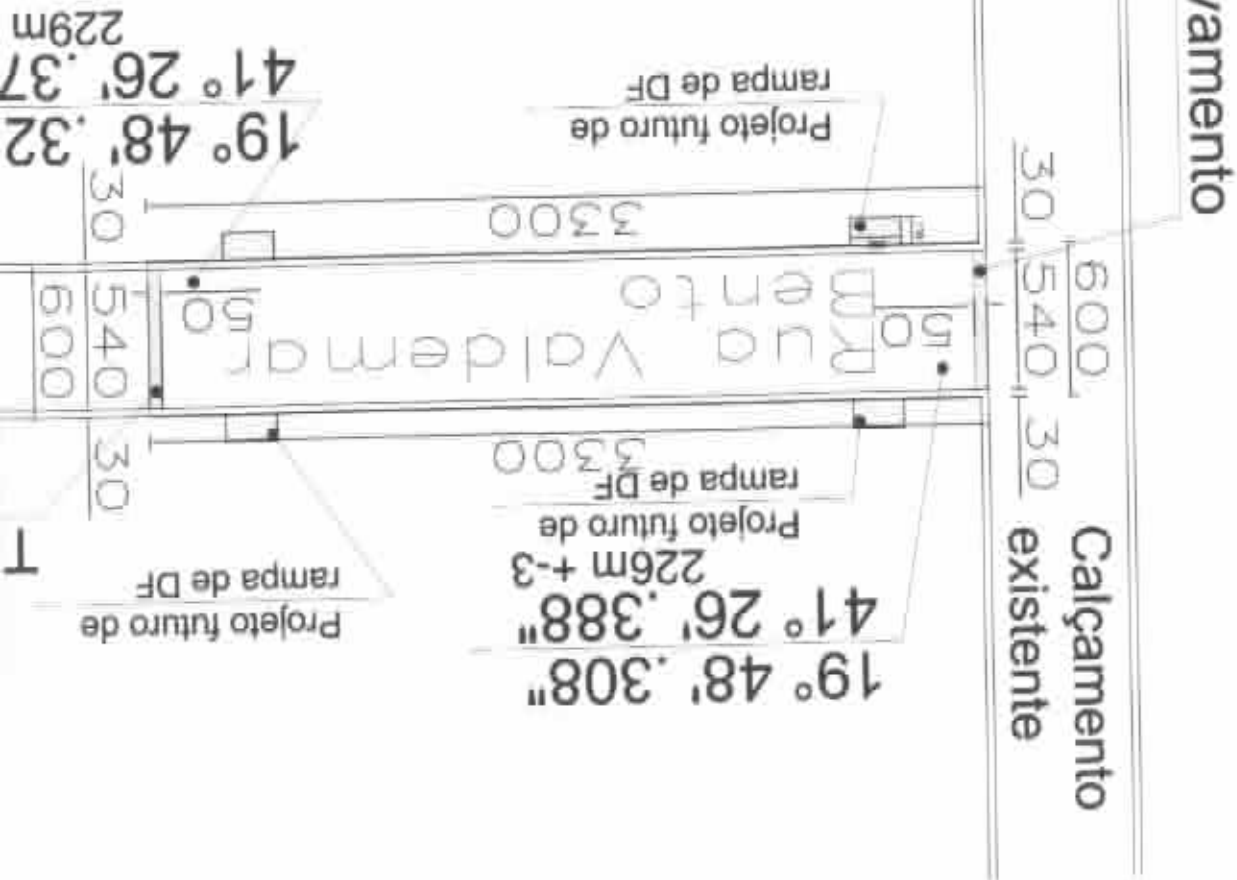 Projeto futuro de
rampa de DF
19° 48' .308"
41° 26' .388"
226m +-3
Projeto futuro de
rampa de DF
3300
Rua Valdemar
Bento
50
50
3300
Projeto futuro de
rampa de DF
19° 48' .32
41° 26' .37
229m
30
540
30
600
30
540
30
600
Calçamento
existente
vamento
T